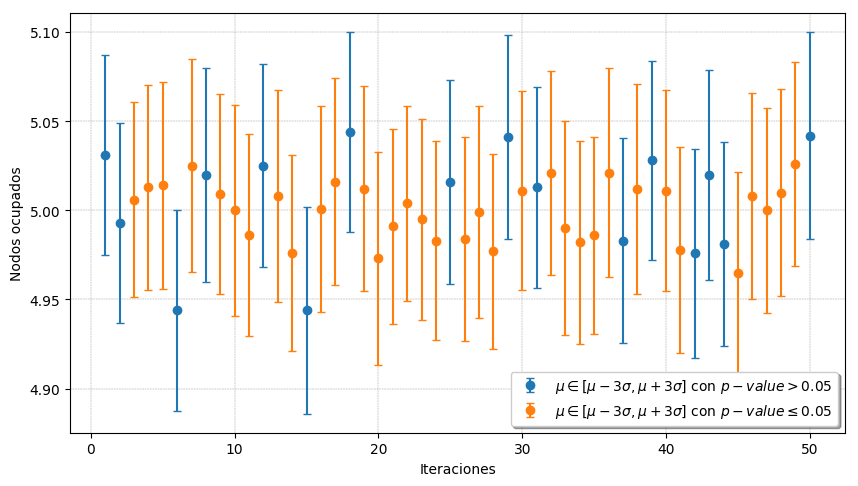 5.10
5.05
5.00
4.95
4.90
Nodos ocupados
μ ∈ [μ − 3σ, μ + 3σ] con p − value > 0.05
μ ∈ [μ − 3σ, μ + 3σ] con p − value ≤ 0.05
0 10 20 30 40 50
Iteraciones